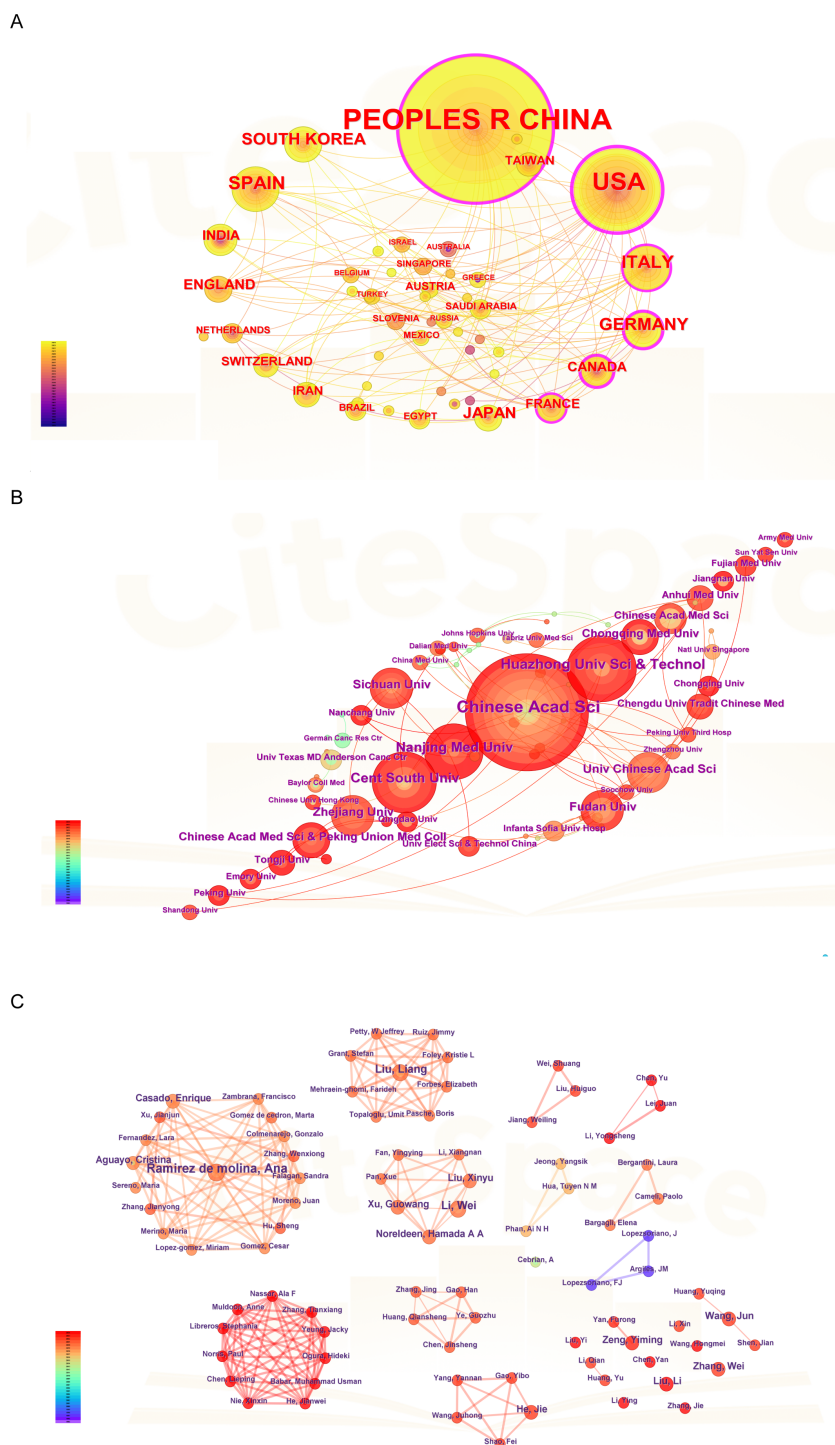 A
PEOPLES R CHINA
SOUTH KOREA
TAIWAN
SPAIN
USA
INDIA
ISRAEL
AUSTRALIA
SINGAPORE
ITALY
BELGIUM
GREECE
ENGLAND
AUSTRIA
TURKEY
SAUDI ARABIA
SLOVENIA
RUSSIA
GERMANY
NETHERLANDS
MEXICO
SWITZERLAND
CANADA
IRAN
FRANCE
BRAZIL
EGYPT
JAPAN
B
CiteSpace
Army Med Univ
Sun Yat Sen Univ
Fujian Med Univ
Jiangnan Univ
Anhui Med Univ
Chinese Acad Med Sci
Johns Hopkins Univ
Tabriz Univ Med Sci
Chongqing Med Univ
Dalian Med Univ
Natl Univ Singapore
China Med Univ
Huazhong Univ Sci & Technol
Sichuan Univ
Chongqing Univ
Chinese Acad Sci
Chengdu Univ Tradit Chinese Med
Nanchang Univ
Peking Univ Third Hosp
German Canc Res Ctr
Nanjing Med Univ
Zhengzhou Univ
Univ Texas MD Anderson Canc Ctr
Univ Chinese Acad Sci
Cent South Univ
Baylor Coll Med
Soochow Univ
Chinese Univ Hong Kong
Fudan Univ
Zhejiang Univ
Qingdao Univ
Infanta Sofia Univ Hosp
Chinese Acad Med Sci & Peking Union Med Coll
Univ Elect Sci & Technol China
Tongji Univ
Emory Univ
Peking Univ
Shandong Univ
C
Petty, W Jeffrey
Ruiz, Jimmy
Grant, Stefan
Foley, Kristie L
Liu, Liang
Mehraein-ghomi, Farideh
Forbes, Elizabeth
Topaloglu, Umit
Pasche, Boris
Wei, Shuang
Liu, Huiguo
Jiang, Weiling
Chen, Yu
Lei, Juan
Li, Yongsheng
Casado, Enrique
Zambrana, Francisco
Xu, Jianjun
Gomez de cedron, Marta
Fernandez, Lara
Colmenarejo, Gonzalo
Aguayo, Cristina
Zhang, Wenxiong
Ramirez de molina, Ana
Falagan, Sandra
Sereno, Maria
Moreno, Juan
Zhang, Jianyong
Hu, Sheng
Merino, Maria
Lopez-gomez, Miriam
Gomez, Cesar
Fan, Yingying
Li, Xiangnan
Pan, Xue
Liu, Xinyu
Xu, Guowang
Li, Wei
Noreldeen, Hamada A A
Jeong, Yangsik
Hua, Tuyen N M
Phan, Ai N H
Cebrian, A
Bergantini, Laura
Cameli, Paolo
Bargagli, Elena
Lopezsoriano, J
Argiles, JM
Lopezsoriano, FJ
Nassar, Ala F
Muldoon, Anne
Zhang, Tianxiang
Libreros, Stephania
Yeung, Jacky
Norus, Paul
Ogura, Hideki
Chen, Lieping
Babar, Muhammad Usman
Nie, Xinxin
He, Jianwei
Zhang, Jing
Gao, Han
Huang, Qiansheng
Ye, Guozhu
Chen, Jinsheng
Yang, Yannan
Gao, Yibo
Wang, Juhong
He, Jie
Shao, Fei
Huang, Yuqing
Wang, Jun
Yan, Furong
Li, Xin
Zeng, Yiming
Wang, Hongmei
Shen, Jian
Liu, Yi
Li, Qian
Chen, Yan
Zhang, Wei
Huang, Yu
Liu, Li
Li, Ying
Zhang, Jie